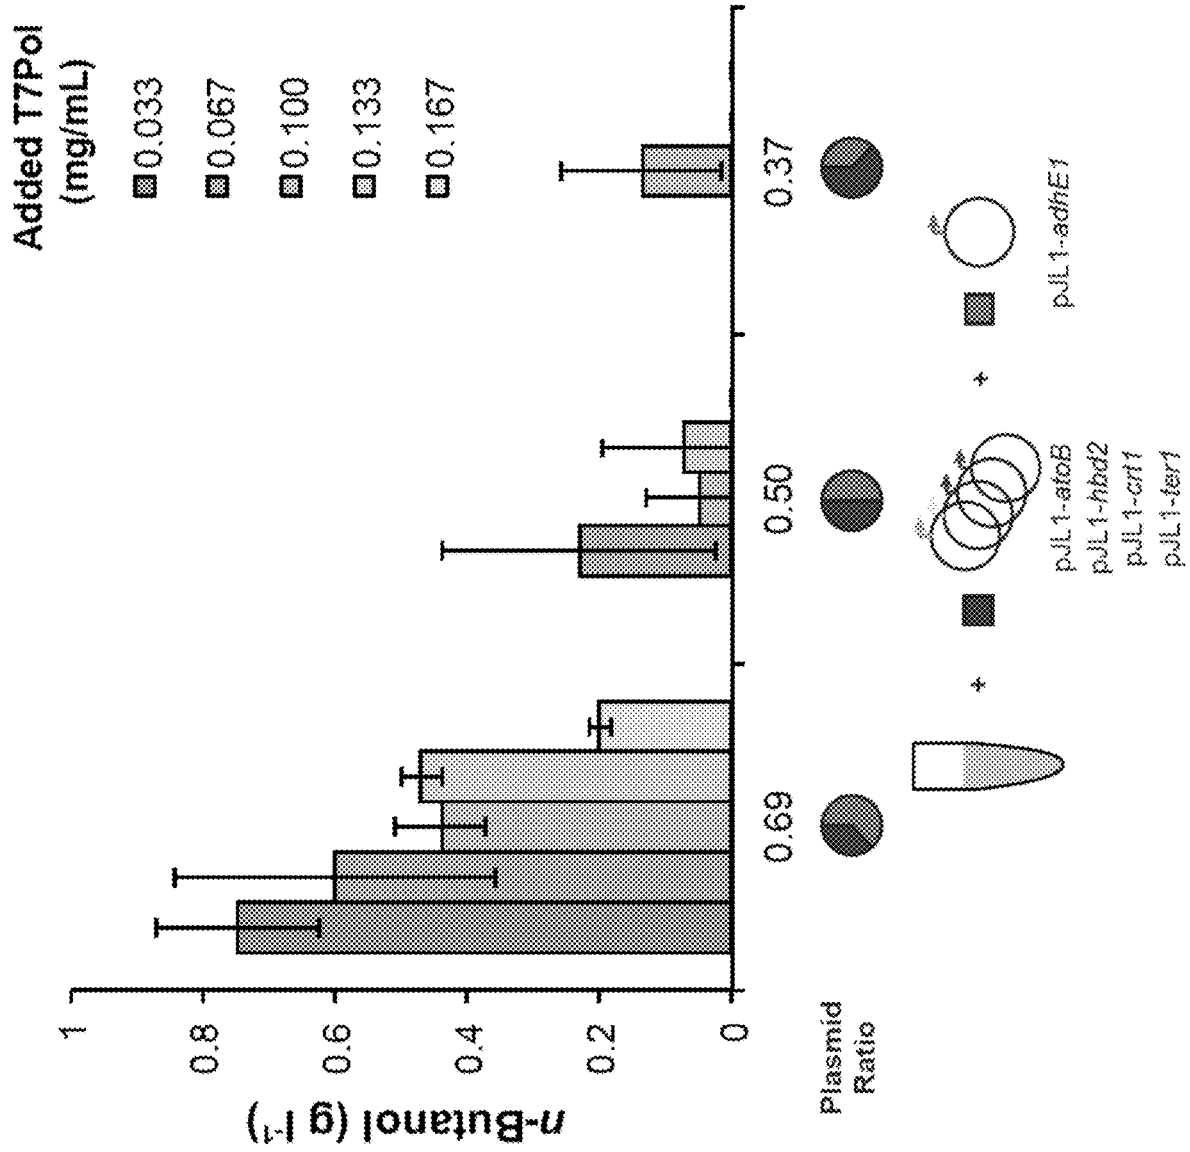 Added T7Pol
(mg/mL)
0.033
0.067
0.100
0.133
0.167
n-Butanol (g l-1)
1
0.8
0.6
0.4
0.2
0
0.69
0.50
0.37
Plasmid
Ratio
+
+
pJL1-atoB
pJL1-hbd2
pJL1-crt1
pJL1-ter1
pJL1-adhE1